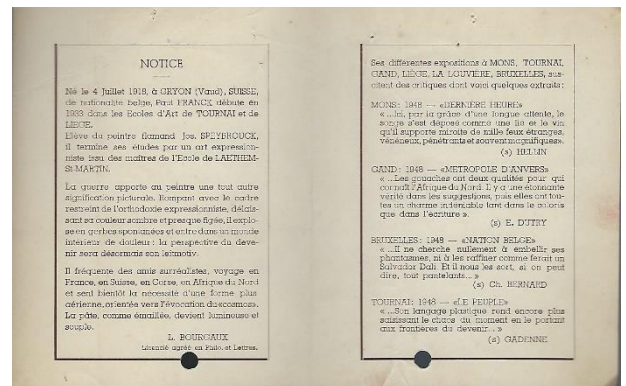 NOTICE
Né le 4 Juillet 1918, à GRYON (Vaud), SUISSE,
de nationalité belge, Paul FRANCK débute en
1933 dans les Ecoles d'Art de TOURNAI et de
LIEGE.
Elève du peintre flamand Jos. SPEYBROUCK,
il termine ses études par un art expression-
niste issu des maîtres de l'Ecole de LAETHEM-
St-MARTIN.
La guerre apporte au peintre une tout autre
signification picturale. Rompant avec le cadre
restreint de l'orthodoxie expressionniste, délais-
sant sa couleur sombre et presque figée, il explo-
se en gerbes spontanées et entre dans un monde
intérieur de douleur : la perspective du deve-
nir sera désormais son leitmotiv.
Il fréquente des amis surréalistes, voyage en
France, en Suisse, en Corse, en Afrique du Nord
et sent bientôt la nécessité d'une forme plus
aérienne, orientée vers l'évocation du cosmos.
La pâte, comme émaillée, devient lumineuse et
souple.
L. BOURGAUX
Licencié agréé en Philo. et Lettres.
Ses différentes expositions à MONS, TOURNAI,
GAND, LIÈGE, LA LOUVIÈRE, BRUXELLES, sus-
citent des critiques dont voici quelques extraits :
MONS: 1948 — «DERNIÈRE HEURE»
« ...Ici, par la grâce d'une longue attente, le
songe s'est déposé comme une lie et le vin
qu'il supporte miroite de mille feux étranges,
vénéneux, pénétrants et souvent magnifiques».
(s) HELLIN
GAND: 1948 — «METROPOLE D'ANVERS»
« ...Les gouaches ont deux qualités pour qui
connaît l'Afrique du Nord. Il y a une étonnante
vérité dans les suggestions, puis elles ont tou-
tes un charme indéniable tant dans le coloris
que dans l'écriture ».
(s) E. DUTRY
BRUXELLES: 1948 — «NATION BELGE»
« ...Il ne cherche nullement à embellir ses
phantasmes, ni à les raffiner comme ferait un
Salvador Dali. Et il nous les sort, si on peut
dire, tout pantelants... »
(s) Ch. BERNARD
TOURNAI: 1948 — «LE PEUPLE»
« ...Son langage plastique rend encore plus
saisissant le chaos du moment en le portant
aux frontières du devenir... »
(s) GADENNE